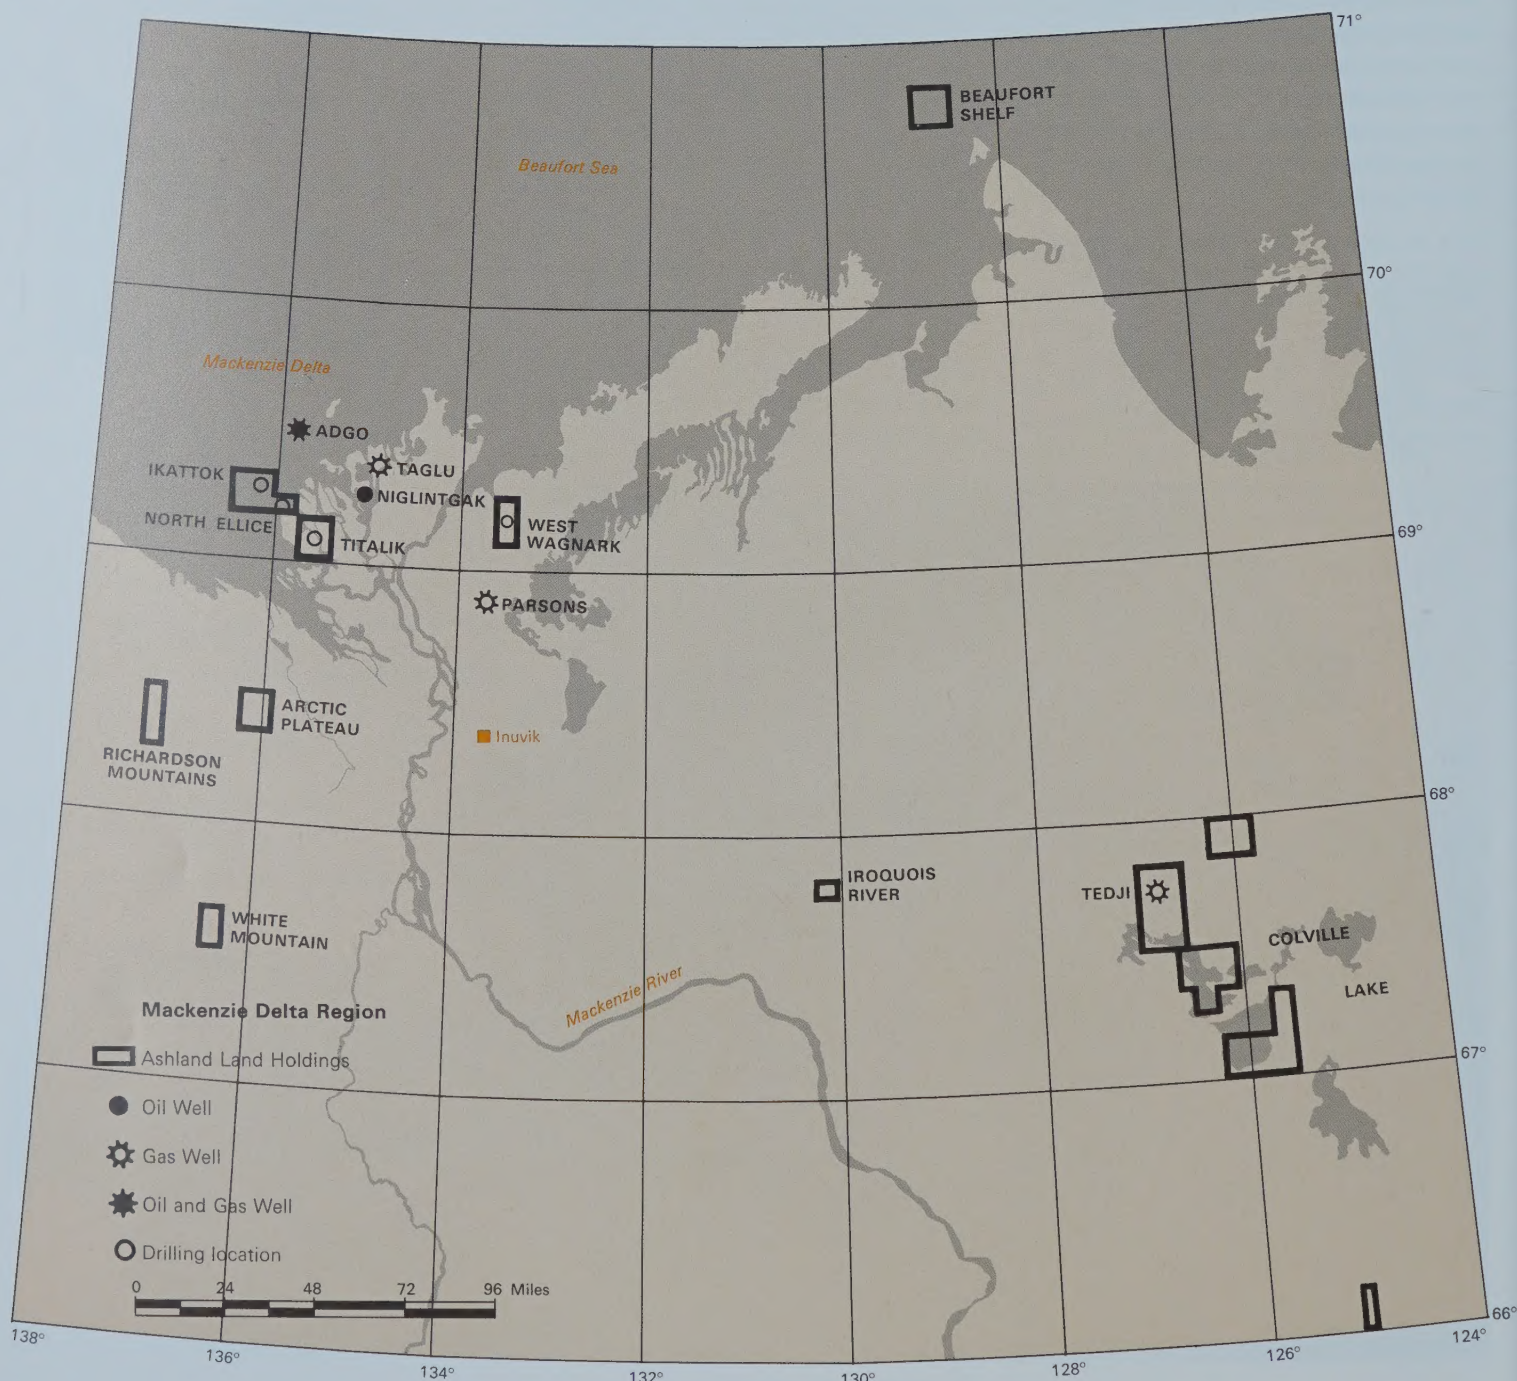 71°
BEAUFORT
SHELF
Beaufort Sea
70°
Mackenzie Delta
ADGO
IKATTOK
TAGLU
NIGLINTGAK
NORTH ELLICE
WEST
WAGNARK
TITALIK
69°
PARSONS
ARCTIC
PLATEAU
Inuvik
RICHARDSON
MOUNTAINS
68°
IROQUOIS
RIVER
TEDJI
WHITE
MOUNTAIN
COLVILLE
LAKE
Mackenzie River
Mackenzie Delta Region
Ashland Land Holdings
67°
Oil Well
Gas Well
Oil and Gas Well
Drilling location
0 24 48 72 96 Miles
66°
138°
136°
134°
132°
130°
128°
126°
124°